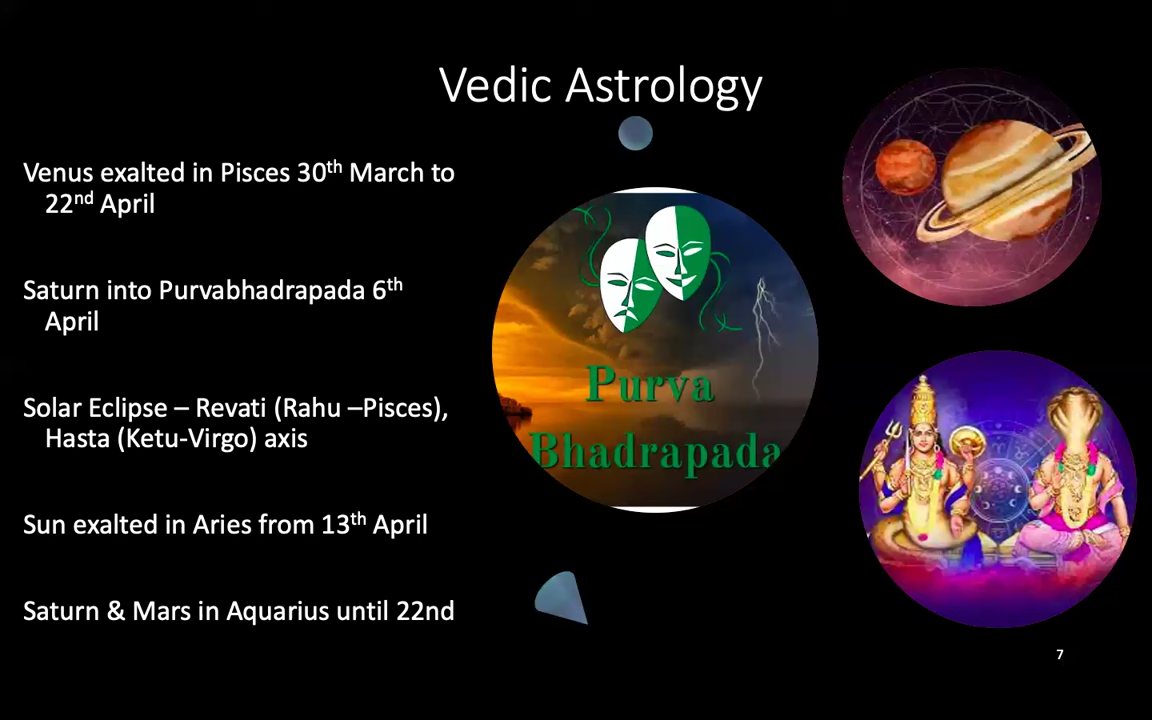 Vedic Astrology
Venus exalted in Pisces 30th March to
22nd April
Saturn into Purvabhadrapada 6th
April
Solar Eclipse – Revati (Rahu –Pisces),
Hasta (Ketu-Virgo) axis
Sun exalted in Aries from 13th April
Saturn & Mars in Aquarius until 22nd
Purva
Bhadrapada
7